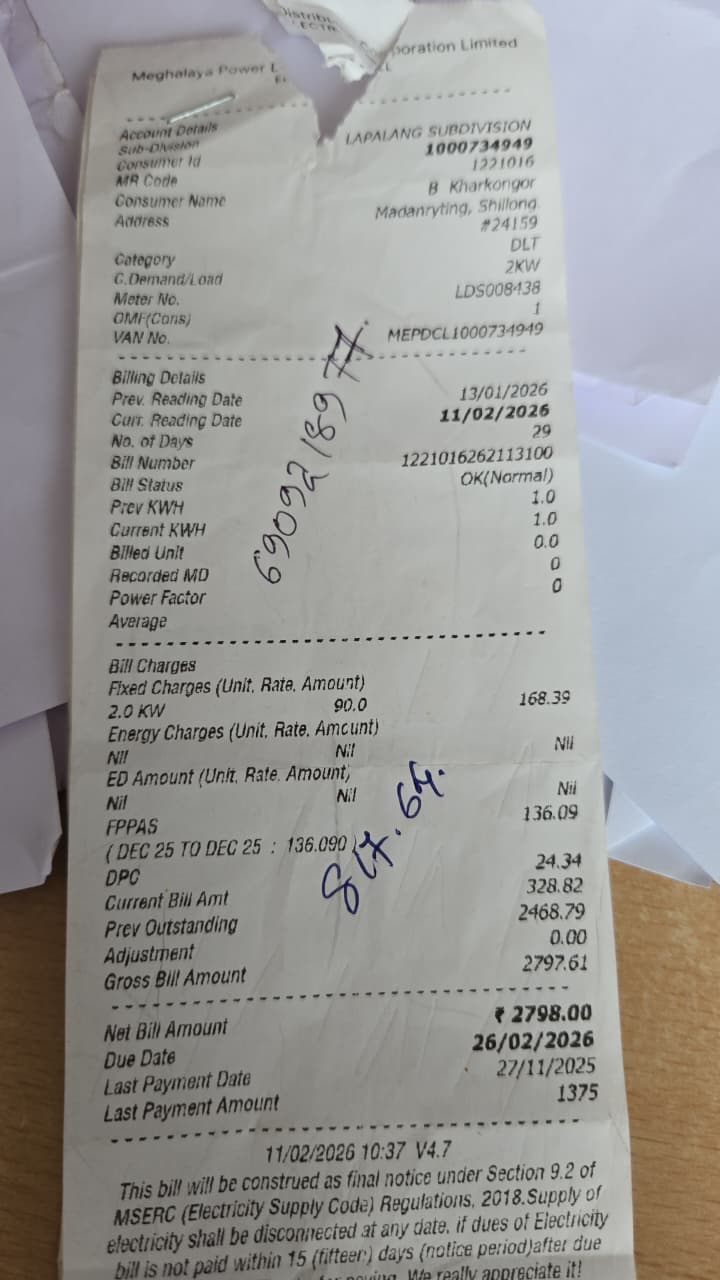 Distribu
ECTR
Meghalaya Power L poration Limited
Account Details
Sub-Division LAPALANG SUBDIVISION
Consumer Id 1000734949
MR Code 1221016
Consumer Name B Kharkongor
Address Madanryting, Shillong
#24159
Category DLT
C.Demand/Load 2KW
Meter No. LDS008438
OMF(Cons) 1
VAN No. MEPDCL1000734949
Billing Details
Prev. Reading Date 13/01/2026
Curr. Reading Date 11/02/2026
No. of Days 29
Bill Number 1221016262113100
Bill Status OK(Normal)
Prev KWH 1.0
Current KWH 1.0
Billed Unit 0.0
Recorded MD 0
Power Factor 0
Average
6909218977.
Bill Charges
Fixed Charges (Unit, Rate, Amount)
2.0 KW 90.0 168.39
Energy Charges (Unit, Rate, Amount)
Nil Nil Nil
ED Amount (Unit, Rate, Amount)
Nil Nil Nil
FPPAS 136.09
( DEC 25 TO DEC 25 : 136.090 )
DPC 24.34
Current Bill Amt 328.82
Prev Outstanding 2468.79
Adjustment 0.00
Gross Bill Amount 2797.61
817.64.
Net Bill Amount ₹ 2798.00
Due Date 26/02/2026
Last Payment Date 27/11/2025
Last Payment Amount 1375
11/02/2026 10:37 V4.7
This bill will be construed as final notice under Section 9.2 of
MSERC (Electricity Supply Code) Regulations, 2018.Supply of
electricity shall be disconnected at any date, if dues of Electricity
bill is not paid within 15 (fifteen) days (notice period)after due
paying. We really appreciate it!